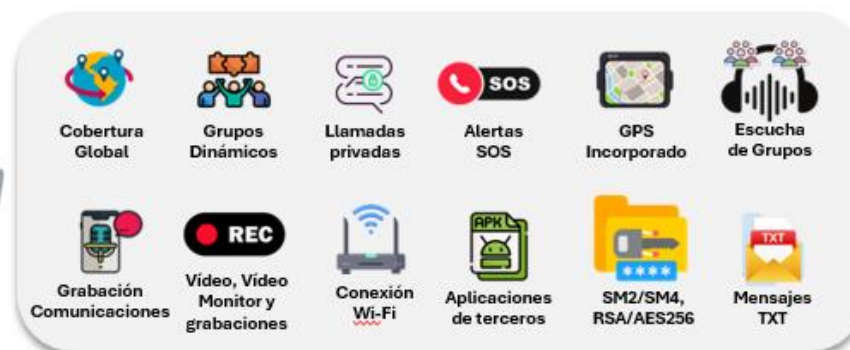 SOS
Cobertura
Global
Grupos
Dinámicos
Llamadas
privadas
Alertas
SOS
GPS
Incorporado
Escucha
de Grupos
REC
APK
****
TXT
Grabación
Comunicaciones
Vídeo, Vídeo
Monitor y
grabaciones
Conexión
Wi-Fi
Aplicaciones
de terceros
SM2/SM4,
RSA/AES256
Mensajes
TXT